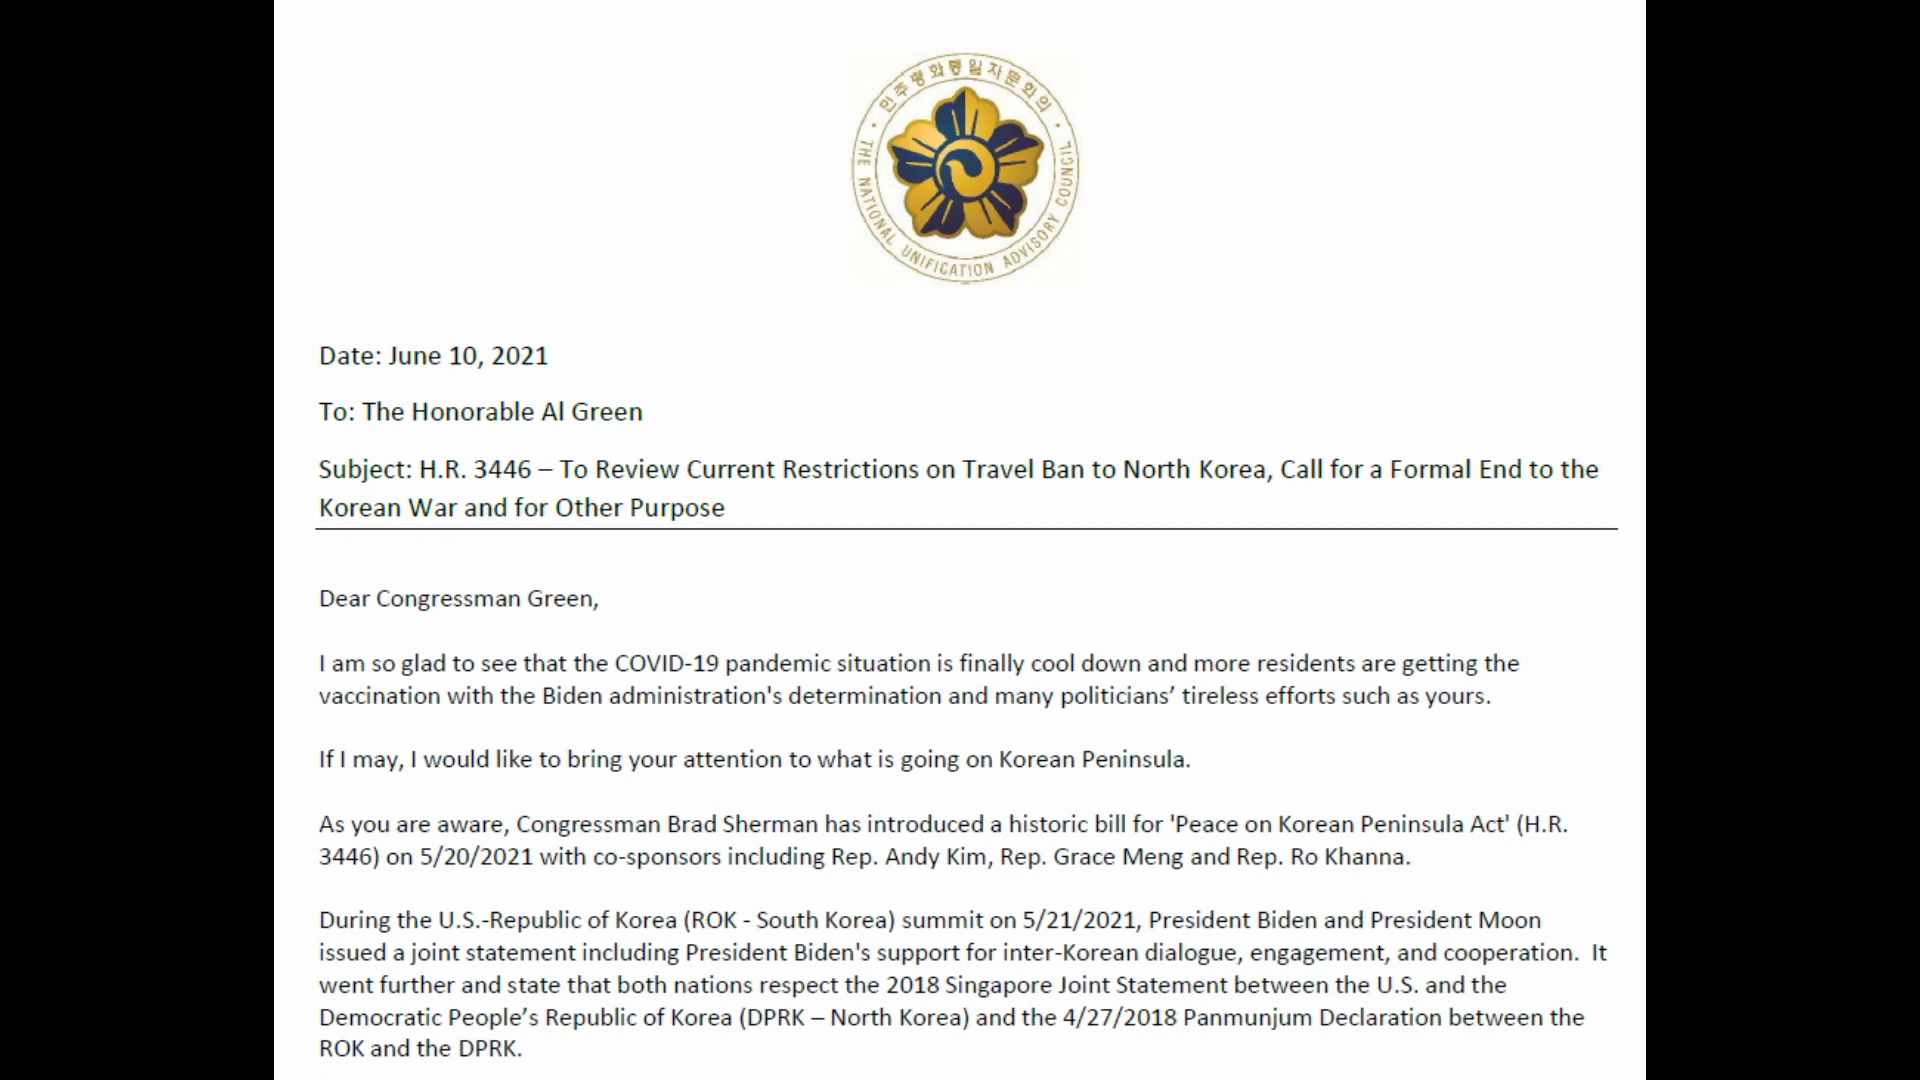 · 민주평화통일자문회의 ·
THE NATIONAL UNIFICATION ADVISORY COUNCIL
Date: June 10, 2021
To: The Honorable Al Green
Subject: H.R. 3446 – To Review Current Restrictions on Travel Ban to North Korea, Call for a Formal End to the
Korean War and for Other Purpose
Dear Congressman Green,
I am so glad to see that the COVID-19 pandemic situation is finally cool down and more residents are getting the
vaccination with the Biden administration's determination and many politicians’ tireless efforts such as yours.
If I may, I would like to bring your attention to what is going on Korean Peninsula.
As you are aware, Congressman Brad Sherman has introduced a historic bill for 'Peace on Korean Peninsula Act' (H.R.
3446) on 5/20/2021 with co-sponsors including Rep. Andy Kim, Rep. Grace Meng and Rep. Ro Khanna.
During the U.S.-Republic of Korea (ROK - South Korea) summit on 5/21/2021, President Biden and President Moon
issued a joint statement including President Biden's support for inter-Korean dialogue, engagement, and cooperation.  It
went further and state that both nations respect the 2018 Singapore Joint Statement between the U.S. and the
Democratic People’s Republic of Korea (DPRK – North Korea) and the 4/27/2018 Panmunjum Declaration between the
ROK and the DPRK.